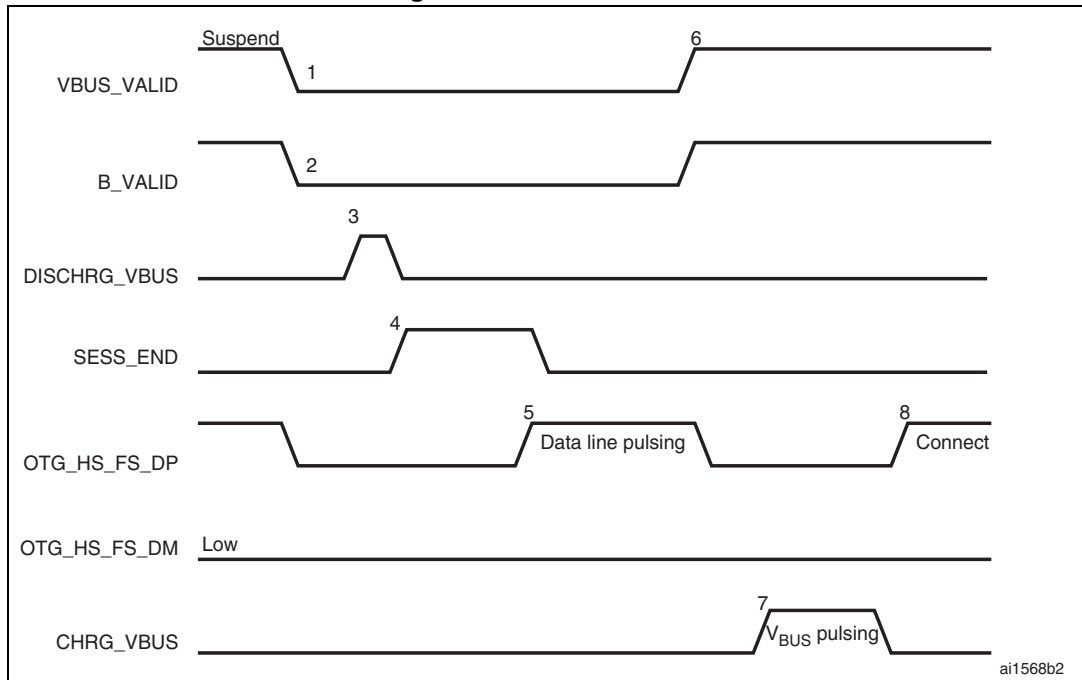 Suspend
6
VBUS_VALID
1
B_VALID
2
3
DISCHRG_VBUS
4
SESS_END
5
8
OTG_HS_FS_DP
Data line pulsing
Connect
OTG_HS_FS_DM
Low
7
CHRG_VBUS
VBUS pulsing
ai1568b2